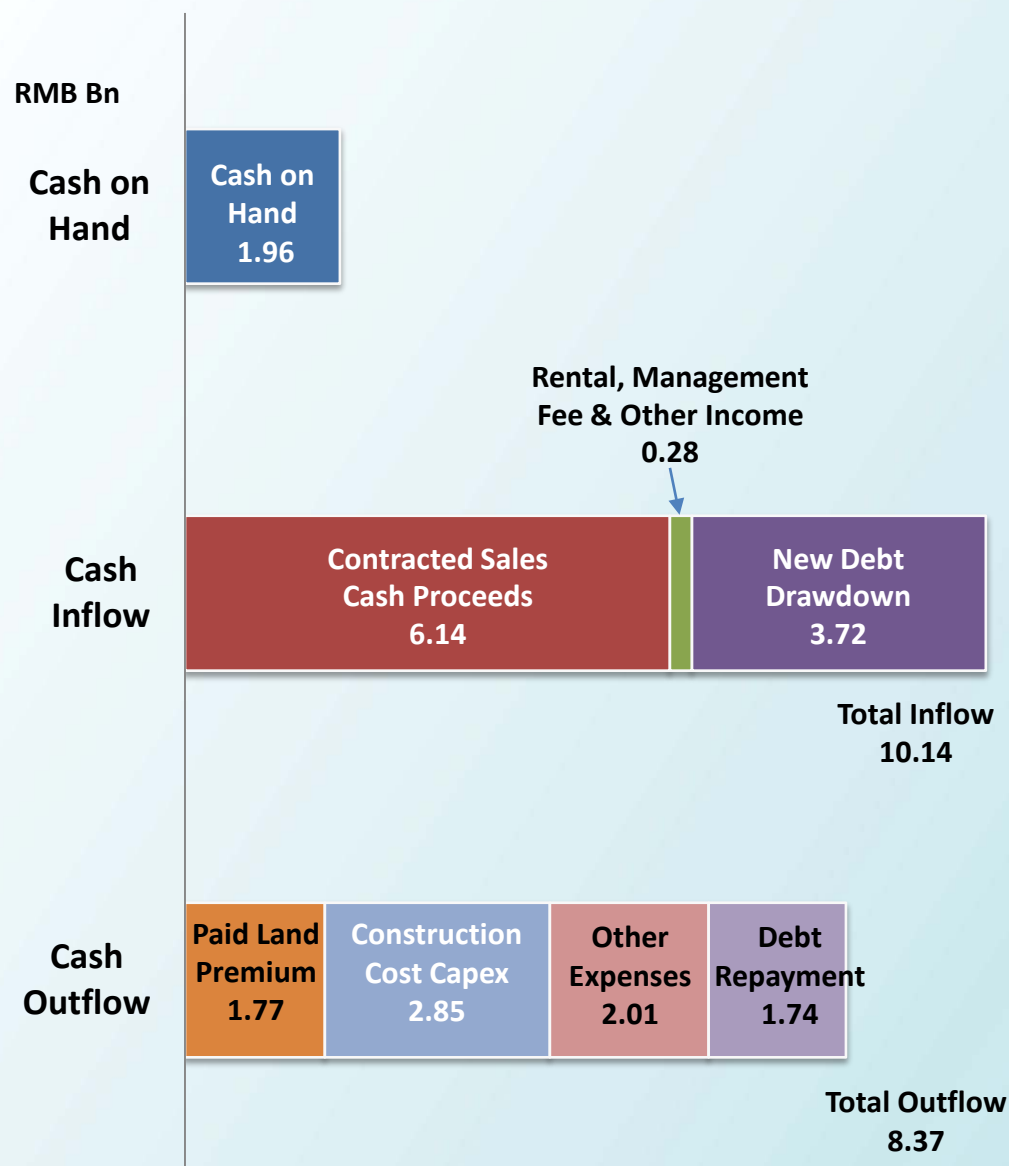 RMB Bn
Cash on
Hand
Cash on
Hand
1.96
Rental, Management
Fee & Other Income
0.28
Cash
Inflow
Contracted Sales
Cash Proceeds
6.14
New Debt
Drawdown
3.72
Total Inflow
10.14
Cash
Outflow
Paid Land
Premium
1.77
Construction
Cost Capex
2.85
Other
Expenses
2.01
Debt
Repayment
1.74
Total Outflow
8.37